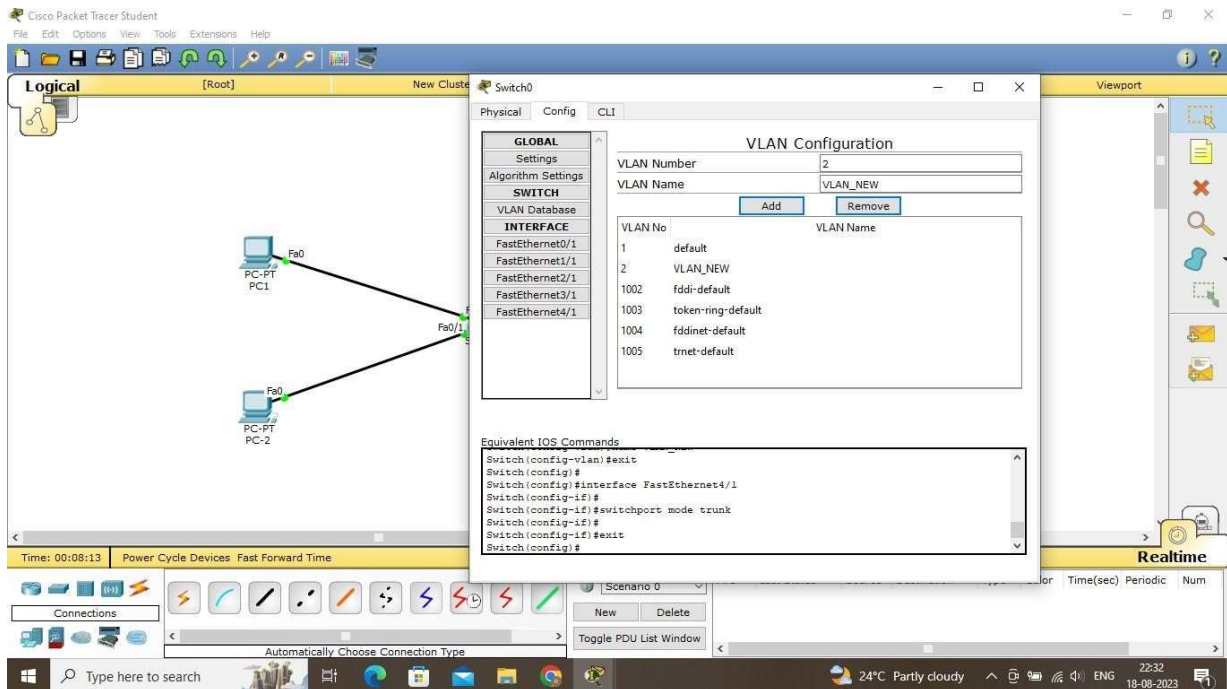 Cisco Packet Tracer Student
File Edit Options View Tools Extensions Help
Logical [Root] New Cluste Viewport
Switch0
Physical Config CLI
GLOBAL
Settings
Algorithm Settings
SWITCH
VLAN Database
INTERFACE
FastEthernet0/1
FastEthernet1/1
FastEthernet2/1
FastEthernet3/1
FastEthernet4/1
VLAN Configuration
VLAN Number 2
VLAN Name VLAN_NEW
Add Remove
VLAN No VLAN Name
1 default
2 VLAN_NEW
1002 fddi-default
1003 token-ring-default
1004 fddinet-default
1005 trnet-default
Fa0
PC-PT
PC1
Fa0/1
Fa0
PC-PT
PC-2
Equivalent IOS Commands
Switch(config-vlan)#exit
Switch(config)#
Switch(config)#interface FastEthernet4/1
Switch(config-if)#
Switch(config-if)#switchport mode trunk
Switch(config-if)#
Switch(config-if)#exit
Switch(config)#
Time: 00:08:13 Power Cycle Devices Fast Forward Time Realtime
Connections
Automatically Choose Connection Type
Scenario 0
New Delete
Toggle PDU List Window
Time(sec) Periodic Num
Type here to search
24°C Partly cloudy ENG 22:32
18-08-2023